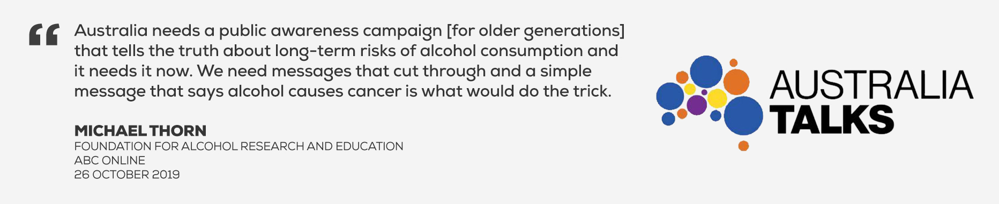 “
Australia needs a public awareness campaign [for older generations]
that tells the truth about long-term risks of alcohol consumption and
it needs it now. We need messages that cut through and a simple
message that says alcohol causes cancer is what would do the trick.
MICHAEL THORN
FOUNDATION FOR ALCOHOL RESEARCH AND EDUCATION
ABC ONLINE
26 OCTOBER 2019
AUSTRALIA
TALKS